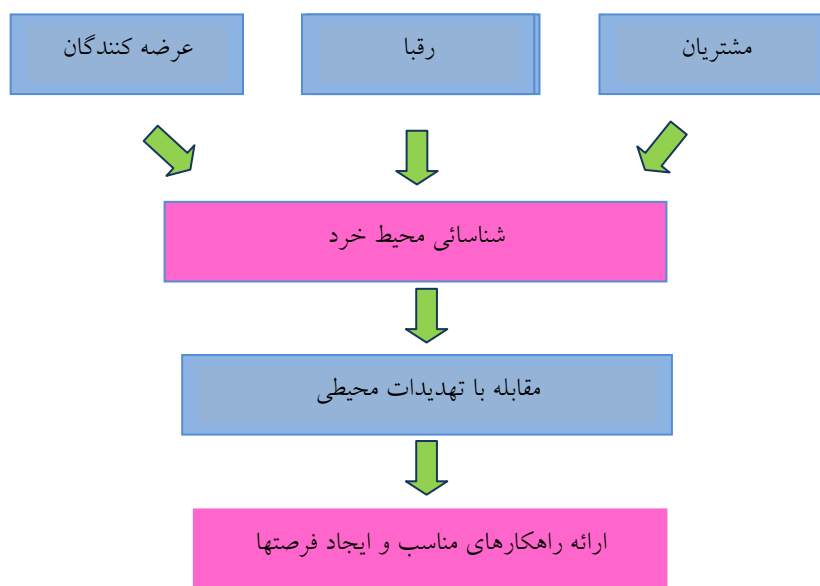 مشتریان
رقبا
عرضه کنندگان
شناسائی محیط خرد
مقابله با تهدیدات محیطی
ارائه راهکارهای مناسب و ایجاد فرصتها